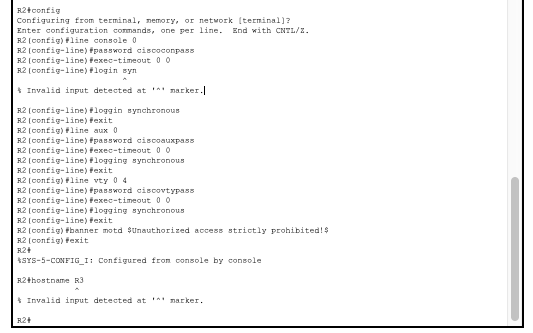 R2#config
Configuring from terminal, memory, or network [terminal]?
Enter configuration commands, one per line.  End with CNTL/Z.
R2(config)#line console 0
R2(config-line)#password ciscoconpass
R2(config-line)#exec-timeout 0 0
R2(config-line)#login syn
^
% Invalid input detected at '^' marker.
R2(config-line)#loggin synchronous
R2(config-line)#exit
R2(config)#line aux 0
R2(config-line)#password ciscoauxpass
R2(config-line)#exec-timeout 0 0
R2(config-line)#logging synchronous
R2(config-line)#exit
R2(config)#line vty 0 4
R2(config-line)#password ciscovtypass
R2(config-line)#exec-timeout 0 0
R2(config-line)#logging synchronous
R2(config-line)#exit
R2(config)#banner motd $Unauthorized access strictly prohibited!$
R2(config)#exit
R2#
%SYS-5-CONFIG_I: Configured from console by console
R2#hostname R3
^
% Invalid input detected at '^' marker.
R2#